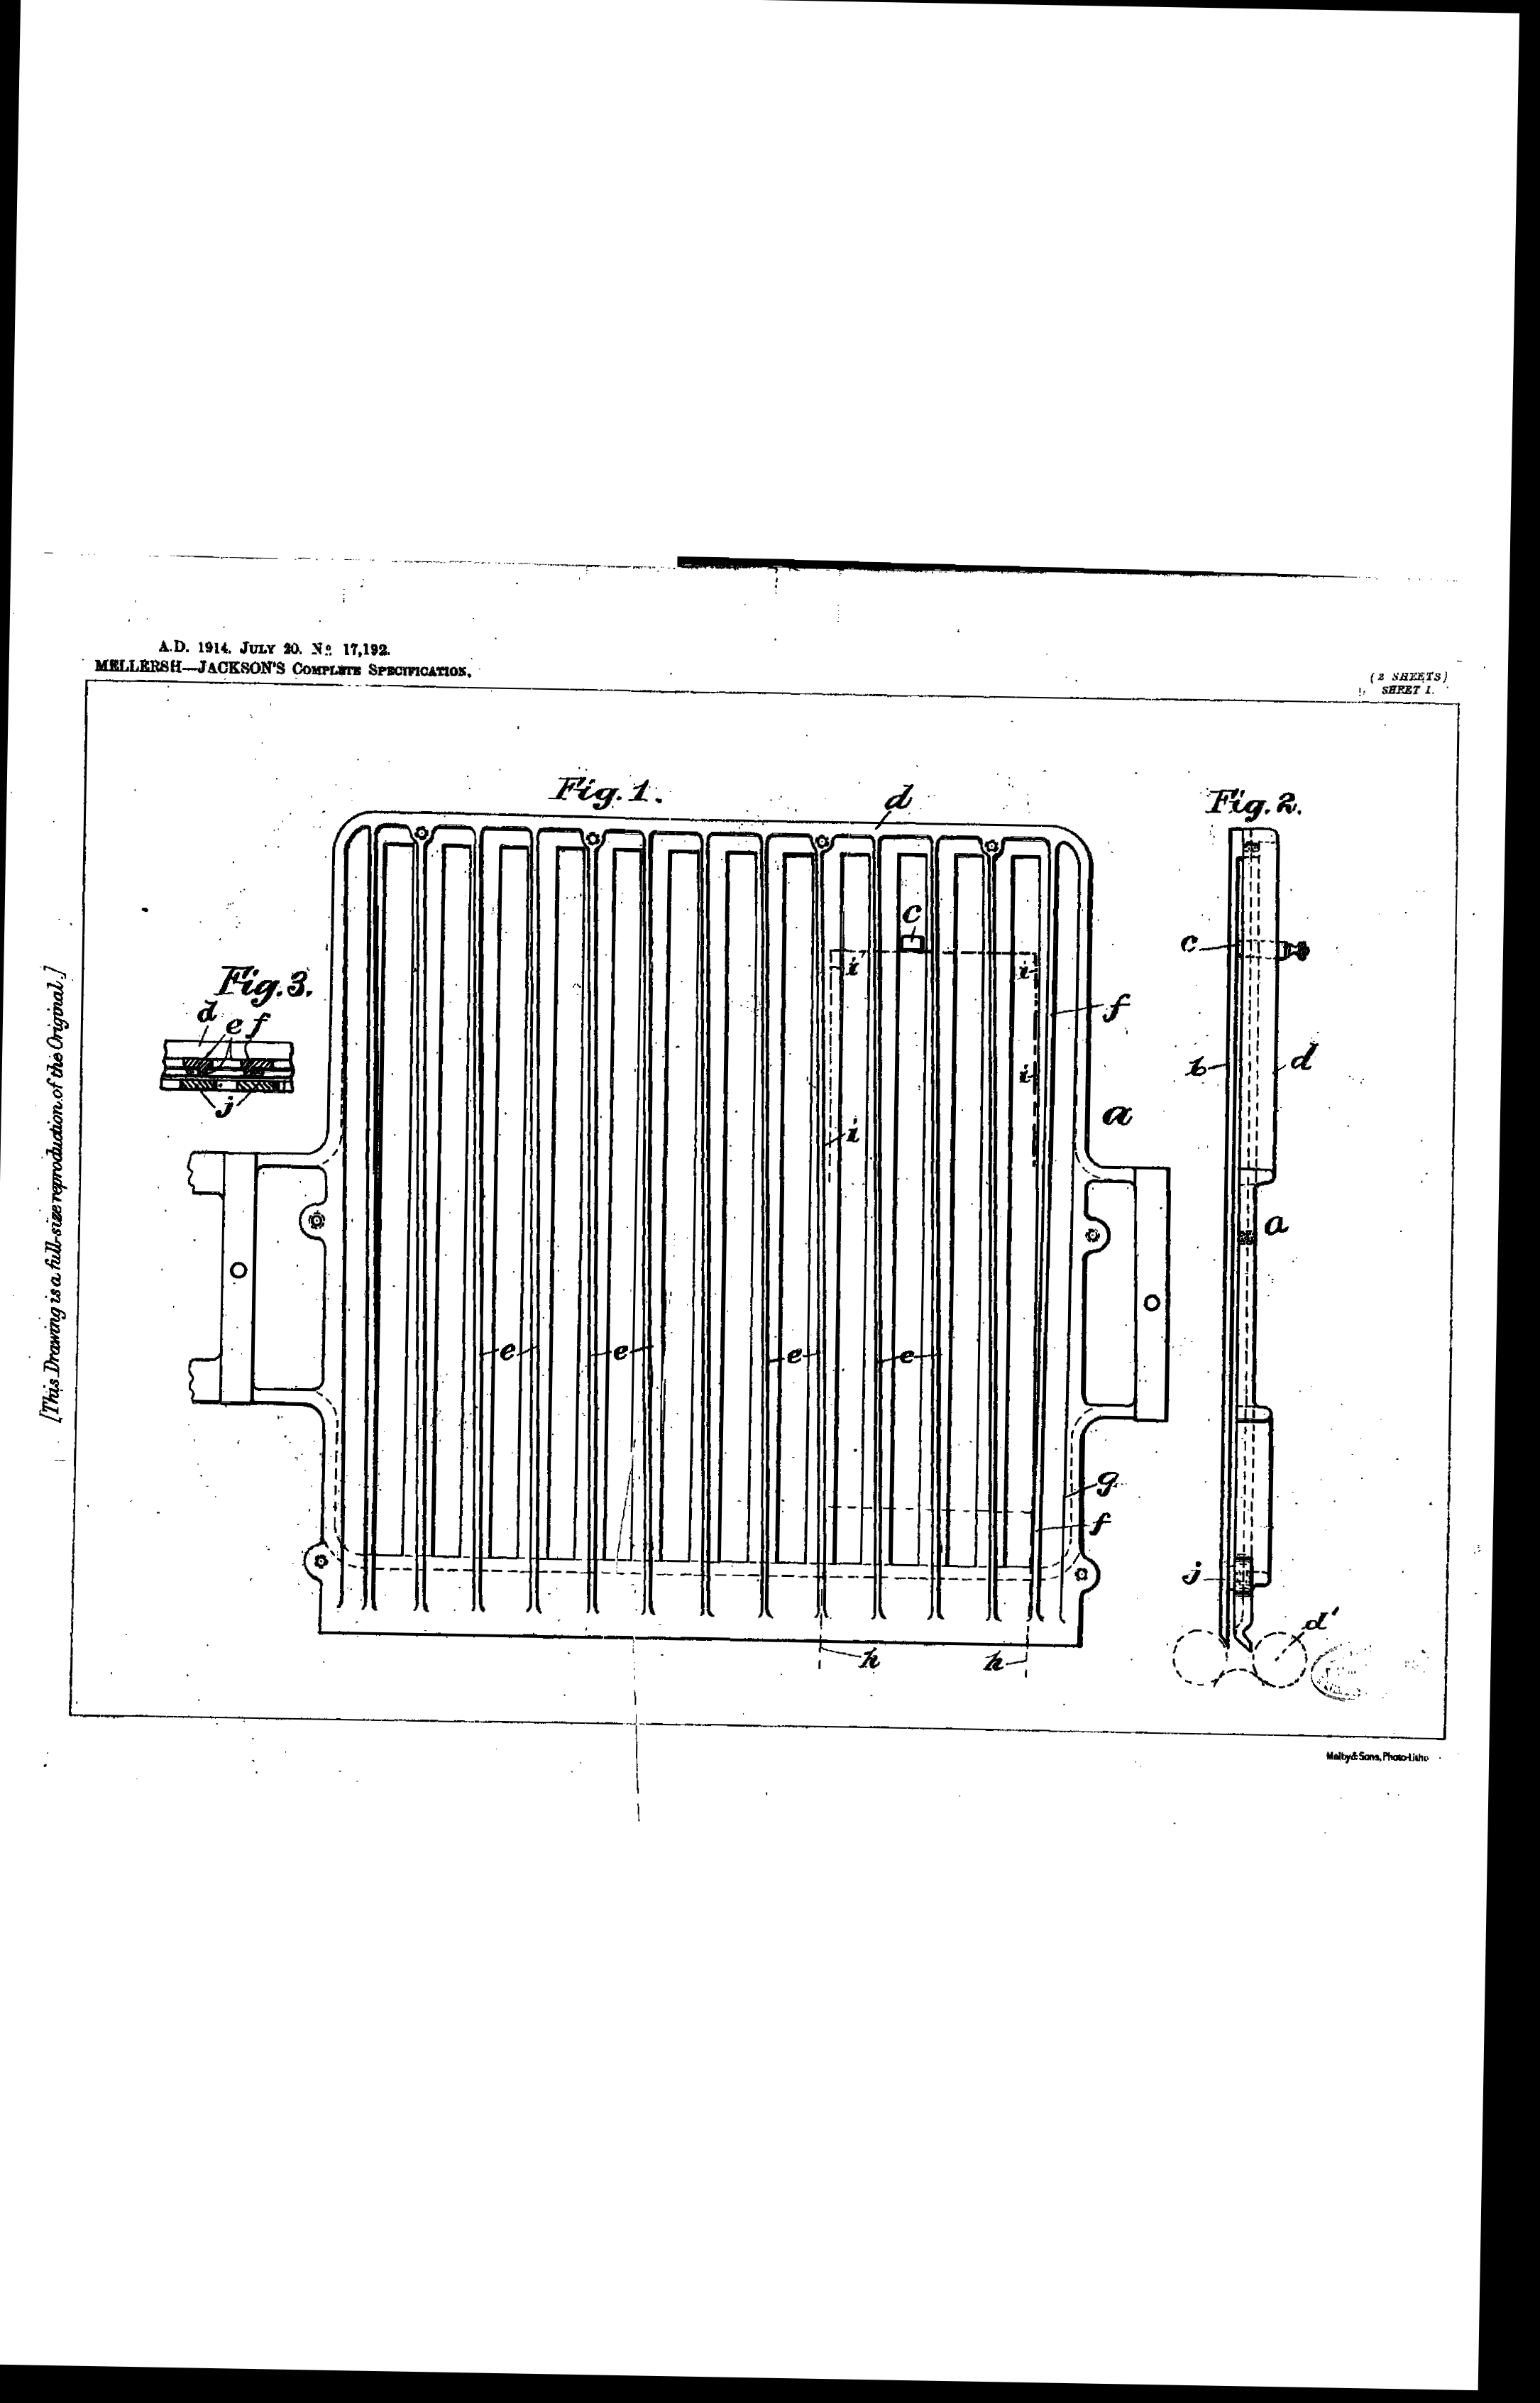 A.D. 1914. JULY 20. No. 17,192.
MELLERSH—JACKSON'S COMPLETE SPECIFICATION.
(2 SHEETS)
SHEET 1.
[This Drawing is a full-size reproduction of the Original.]
Fig. 1.
d
c
i
i
f
i
i
a
e
e
e
e
g
f
h
h
Fig. 2.
c
b
d
a
j
d'
Fig. 3.
d
e
f
j
Malby & Sons, Photo-Litho